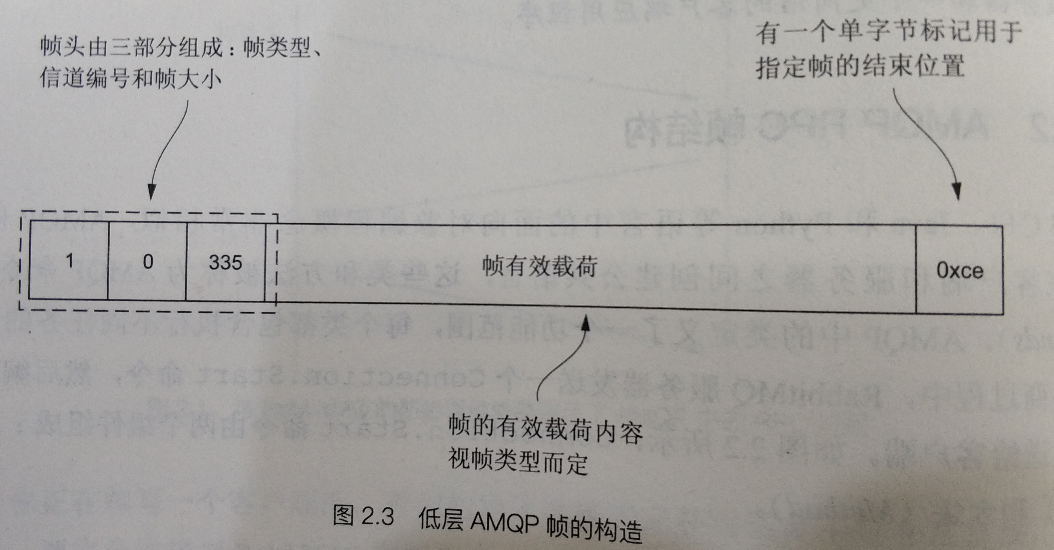 帧头由三部分组成：帧类型、
信道编号和帧大小
有一个单字节标记用于
指定帧的结束位置
1 0 335 帧有效载荷 0xce
帧的有效载荷内容
视帧类型而定
图 2.3 低层 AMQP 帧的构造